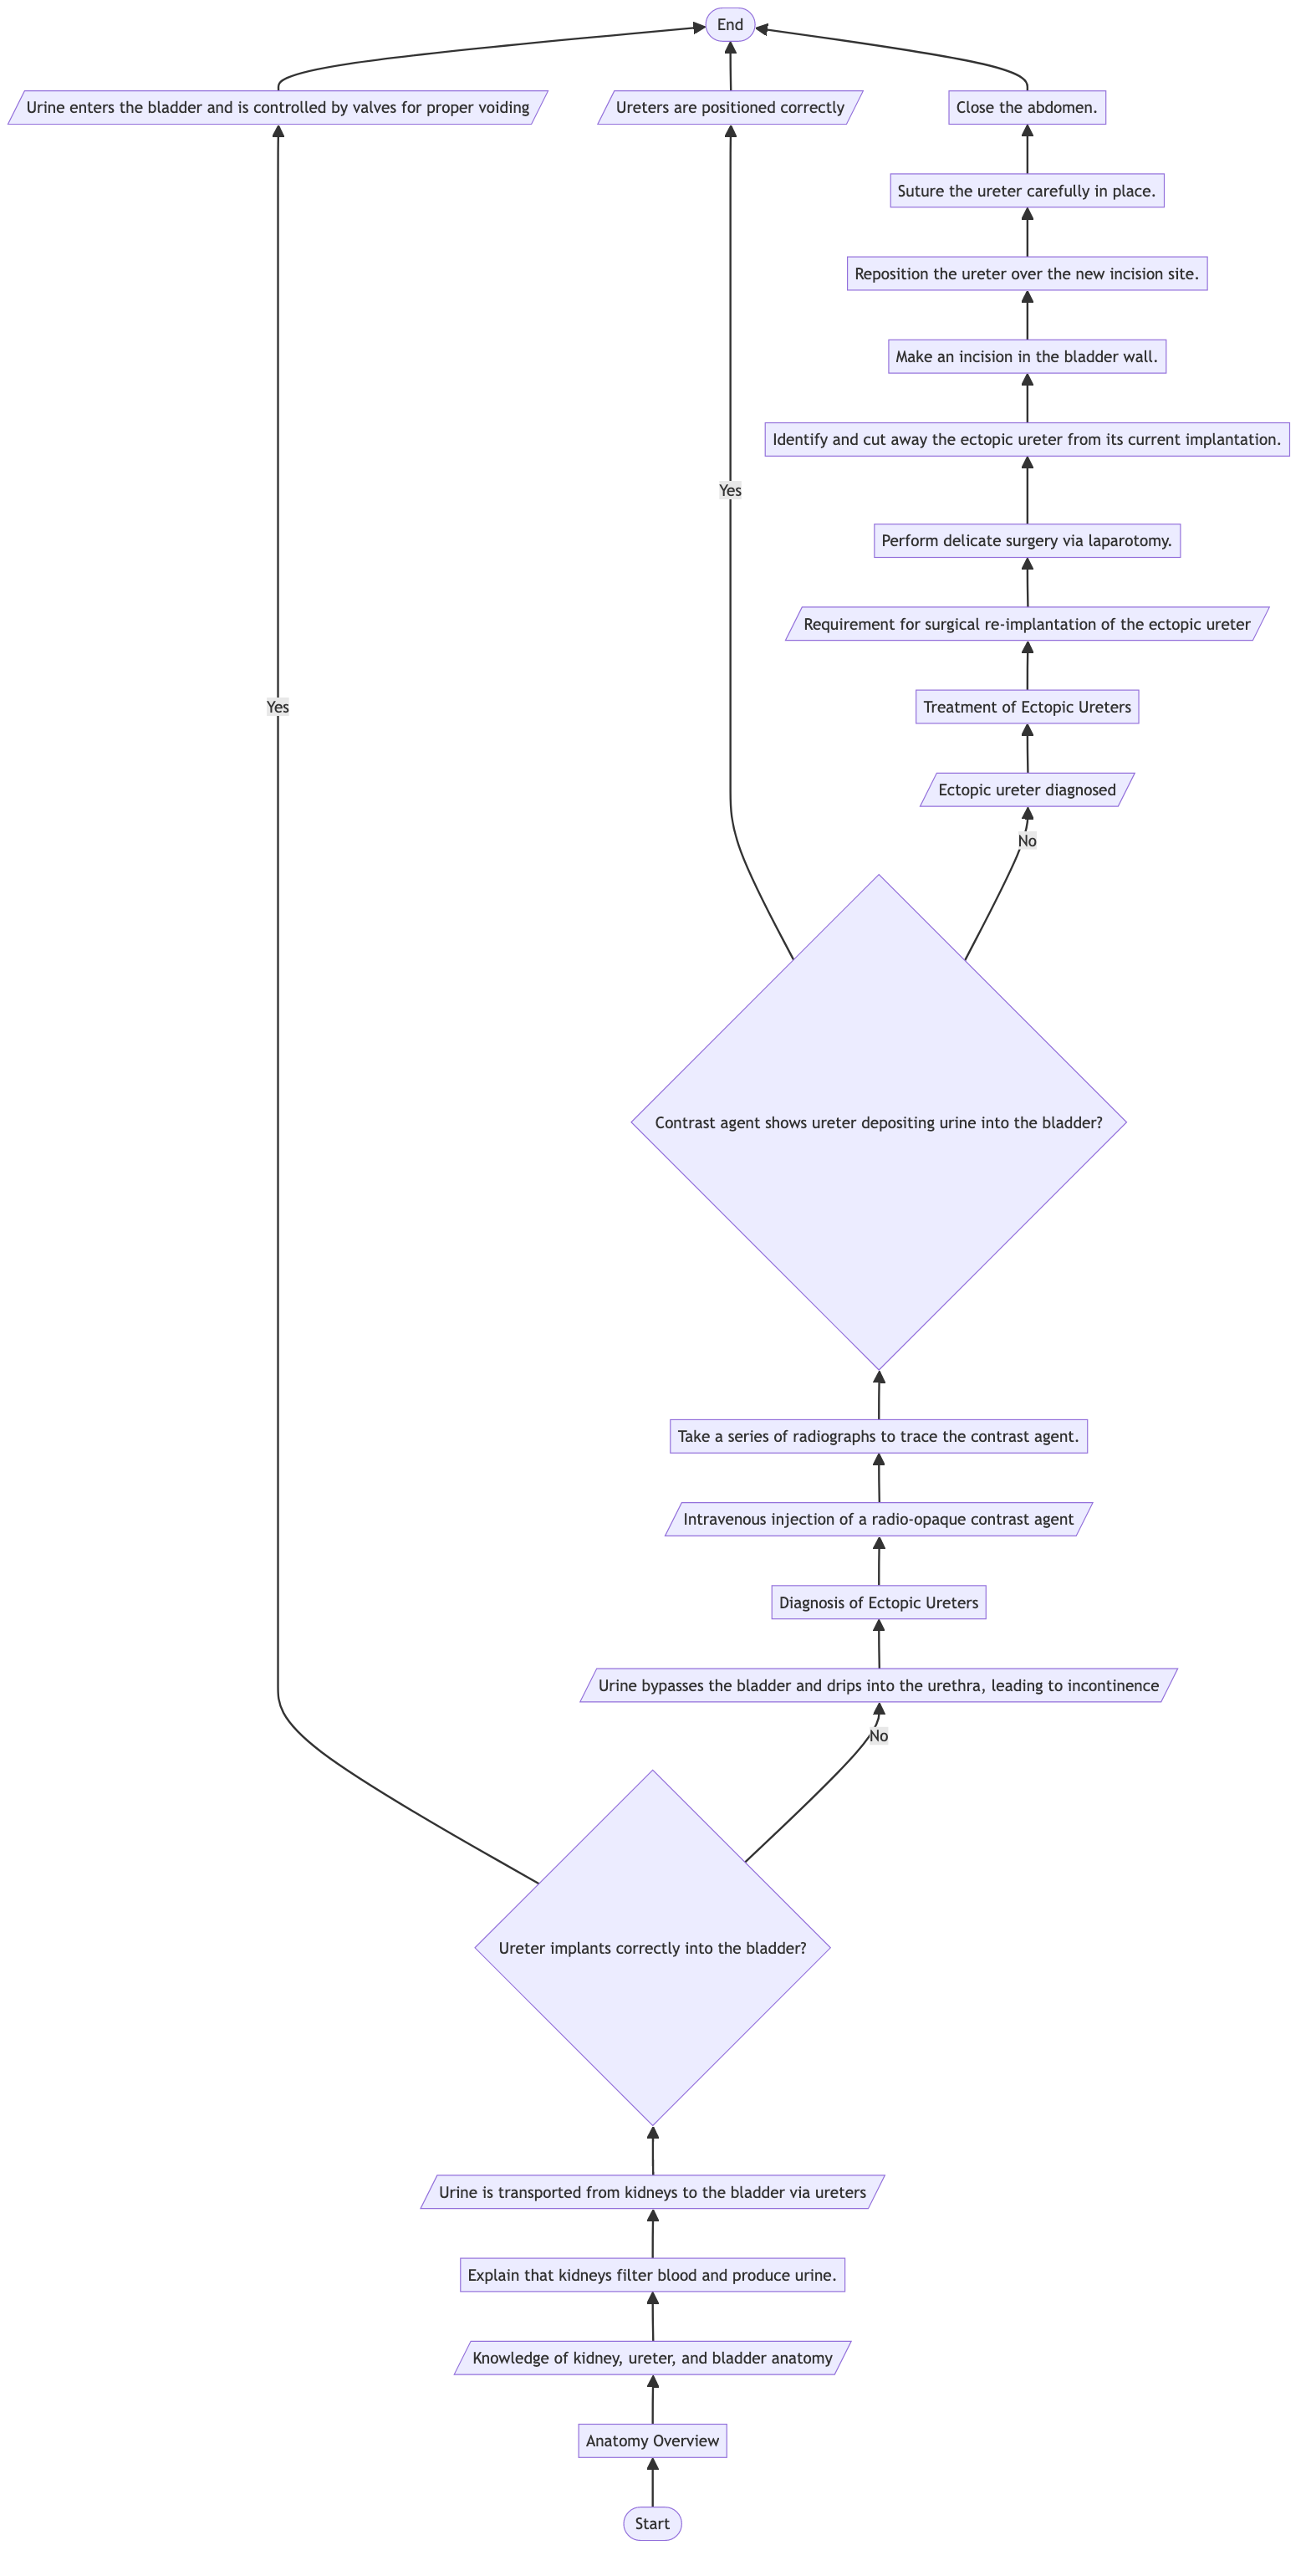 End
Urine enters the bladder and is controlled by valves for proper voiding
Ureters are positioned correctly
Close the abdomen.
Suture the ureter carefully in place.
Reposition the ureter over the new incision site.
Make an incision in the bladder wall.
Identify and cut away the ectopic ureter from its current implantation.
Yes
Perform delicate surgery via laparotomy.
Requirement for surgical re-implantation of the ectopic ureter
Yes
Treatment of Ectopic Ureters
Ectopic ureter diagnosed
No
Contrast agent shows ureter depositing urine into the bladder?
Take a series of radiographs to trace the contrast agent.
Intravenous injection of a radio-opaque contrast agent
Diagnosis of Ectopic Ureters
Urine bypasses the bladder and drips into the urethra, leading to incontinence
No
Ureter implants correctly into the bladder?
Urine is transported from kidneys to the bladder via ureters
Explain that kidneys filter blood and produce urine.
Knowledge of kidney, ureter, and bladder anatomy
Anatomy Overview
Start